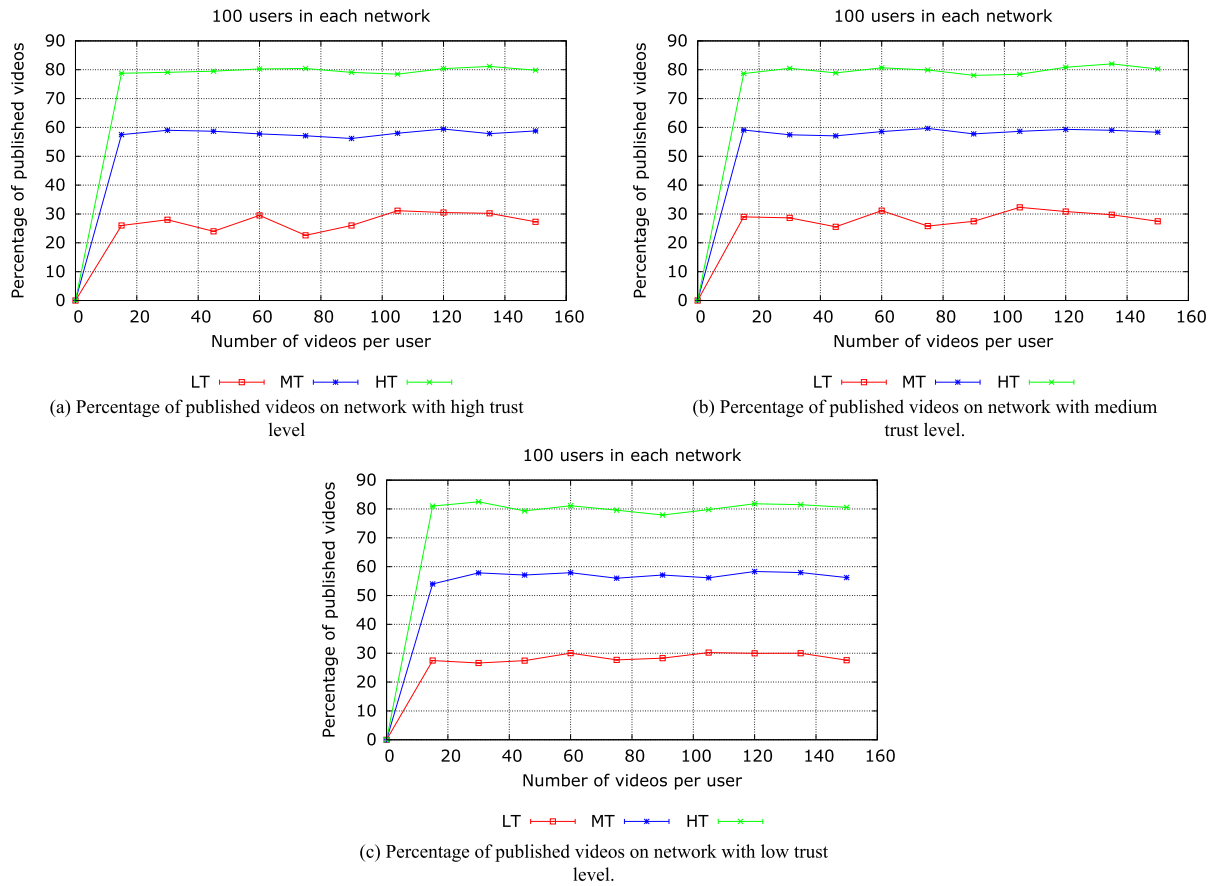 100 users in each network
Percentage of published videos
90
80
70
60
50
40
30
20
10
0
0 20 40 60 80 100 120 140 160
Number of videos per user
LT MT HT
(a) Percentage of published videos on network with high trust
level
100 users in each network
Percentage of published videos
90
80
70
60
50
40
30
20
10
0
0 20 40 60 80 100 120 140 160
Number of videos per user
LT MT HT
(b) Percentage of published videos on network with medium
trust level.
100 users in each network
Percentage of published videos
90
80
70
60
50
40
30
20
10
0
0 20 40 60 80 100 120 140 160
Number of videos per user
LT MT HT
(c) Percentage of published videos on network with low trust
level.